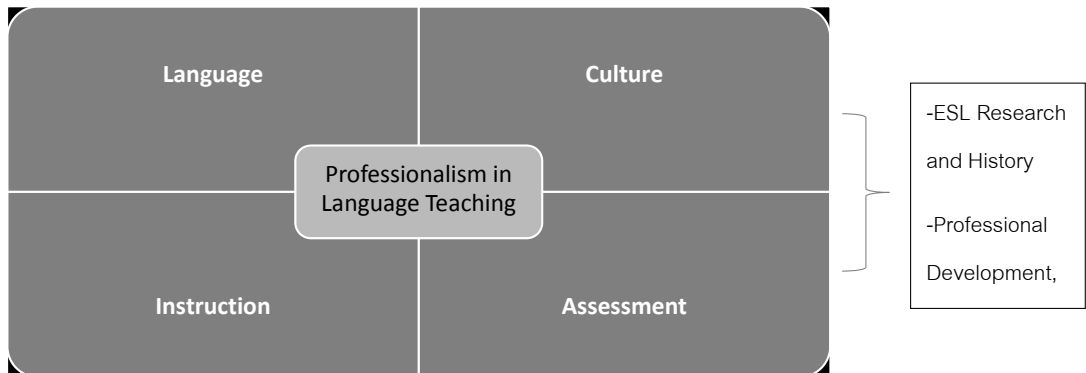 Language
Culture
Professionalism in
Language Teaching
Instruction
Assessment
-ESL Research
and History
-Professional
Development,